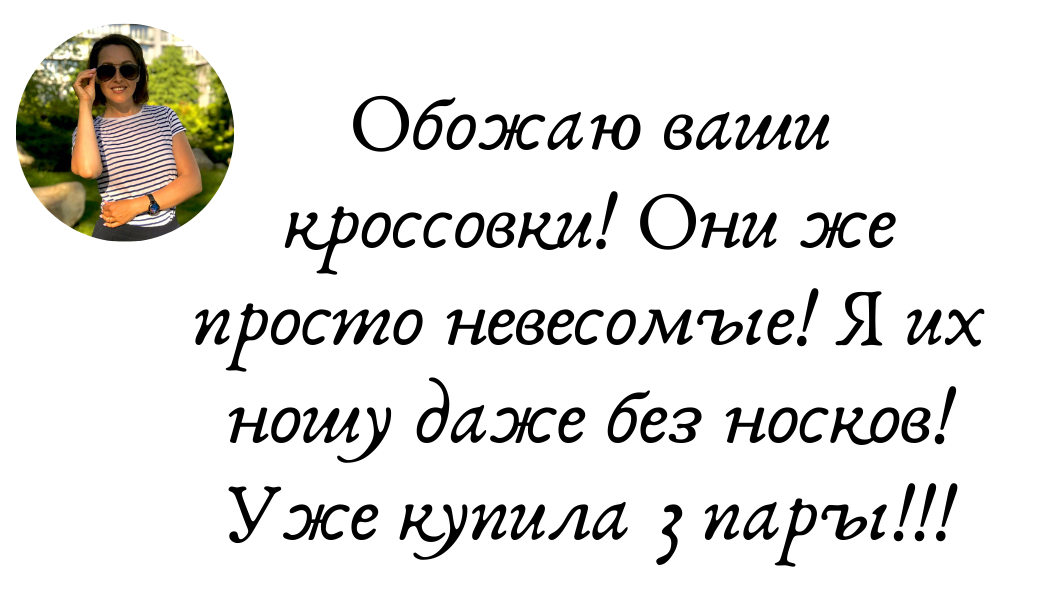 Обожаю ваши
кроссовки! Они же
просто невесомые! Я их
ношу даже без носков!
Уже купила 3 пары!!!